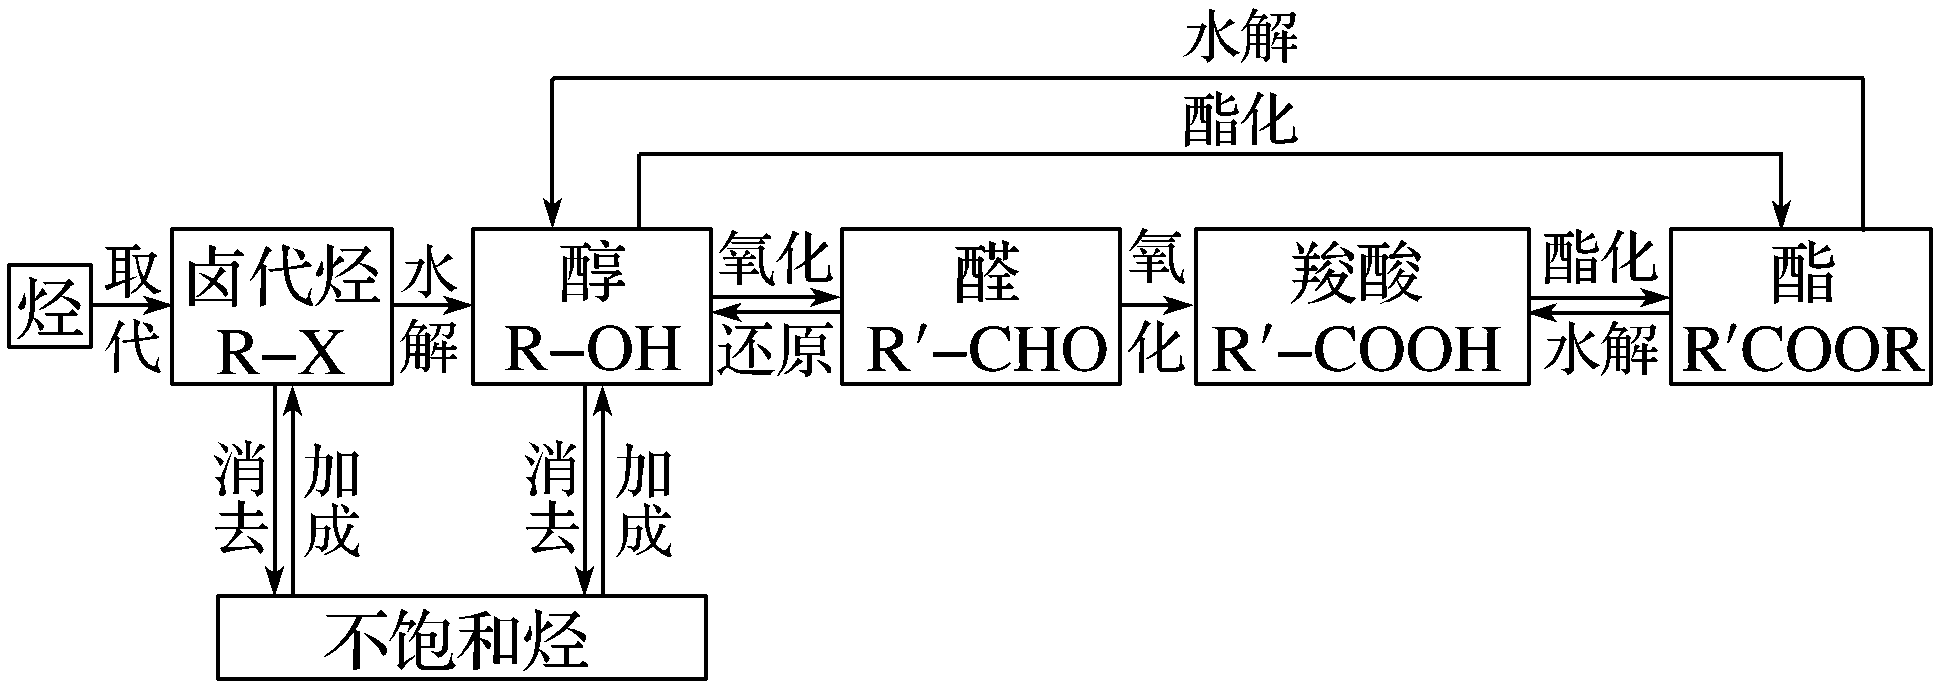 水解
酯化
烃
取
代
卤代烃
R–X
水
解
醇
R–OH
氧化
还原
醛
R′–CHO
氧
化
羧酸
R′–COOH
酯化
水解
酯
R′COOR
消
去
加
成
消
去
加
成
不饱和烃